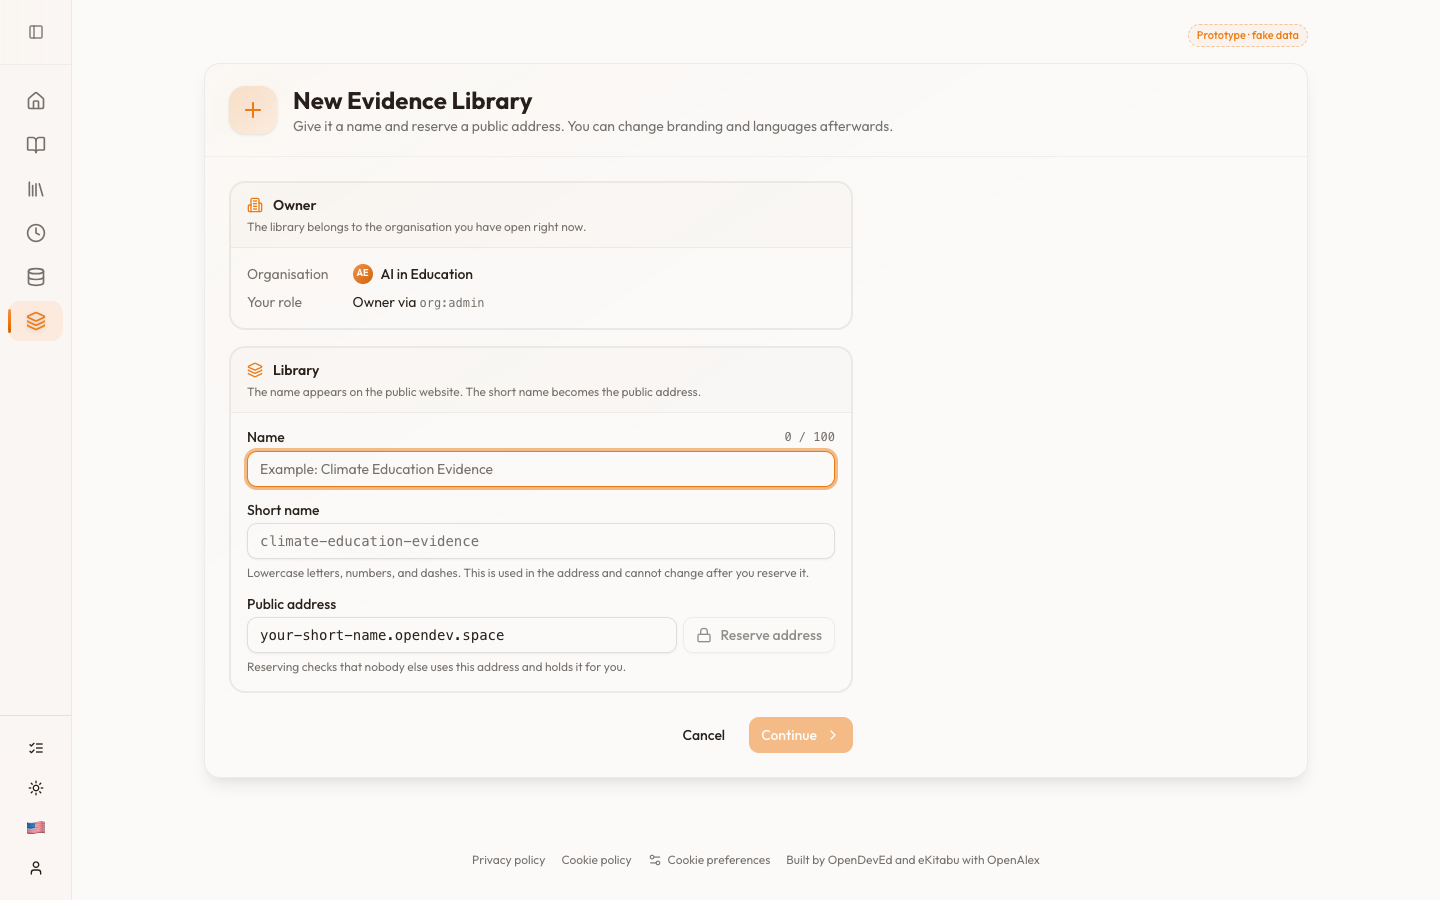 Prototype · fake data
New Evidence Library
Give it a name and reserve a public address. You can change branding and languages afterwards.
Owner
The library belongs to the organisation you have open right now.
Organisation AE AI in Education
Your role Owner via org:admin
Library
The name appears on the public website. The short name becomes the public address.
Name 0 / 100
Example: Climate Education Evidence
Short name
climate-education-evidence
Lowercase letters, numbers, and dashes. This is used in the address and cannot change after you reserve it.
Public address
your-short-name.opendev.space Reserve address
Reserving checks that nobody else uses this address and holds it for you.
Cancel Continue
Privacy policy Cookie policy Cookie preferences Built by OpenDevEd and eKitabu with OpenAlex